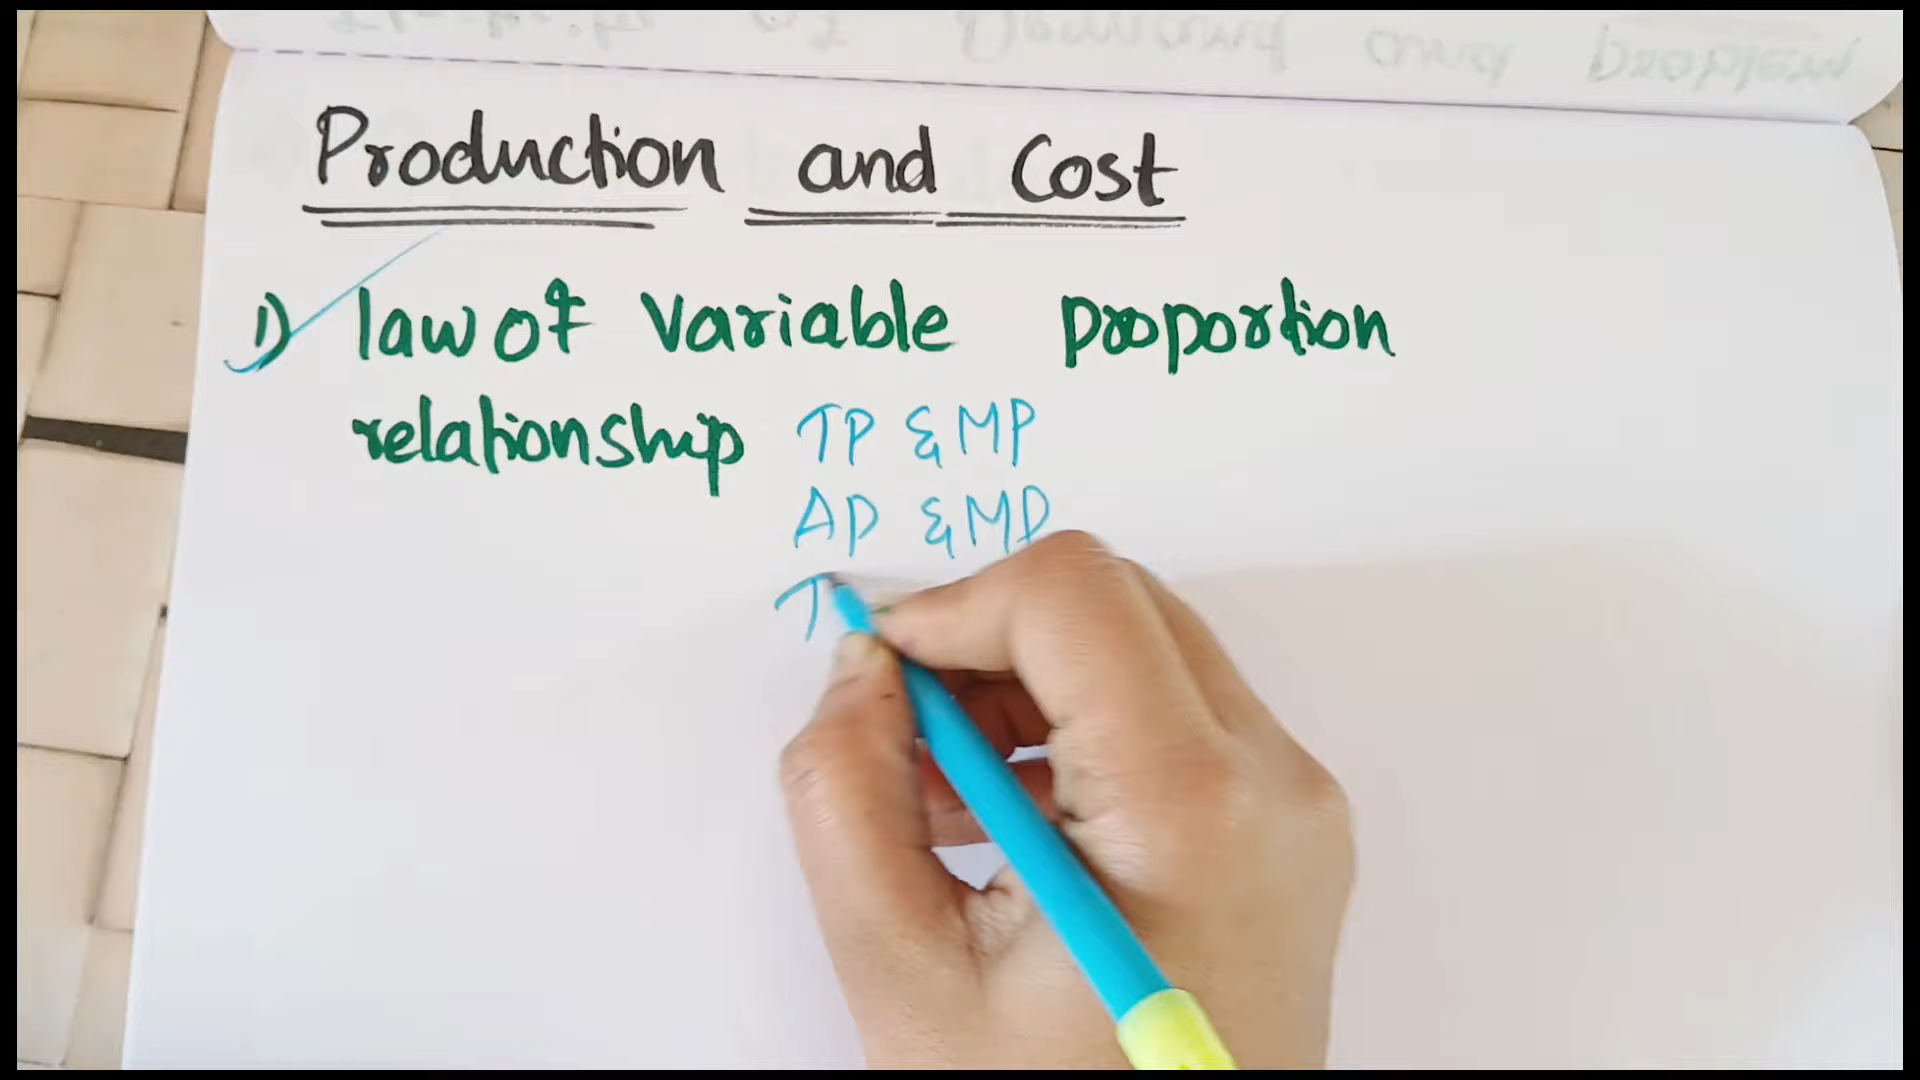 Production and Cost
1) law of Variable proportion
relationship TP & MP
AP & MP
T